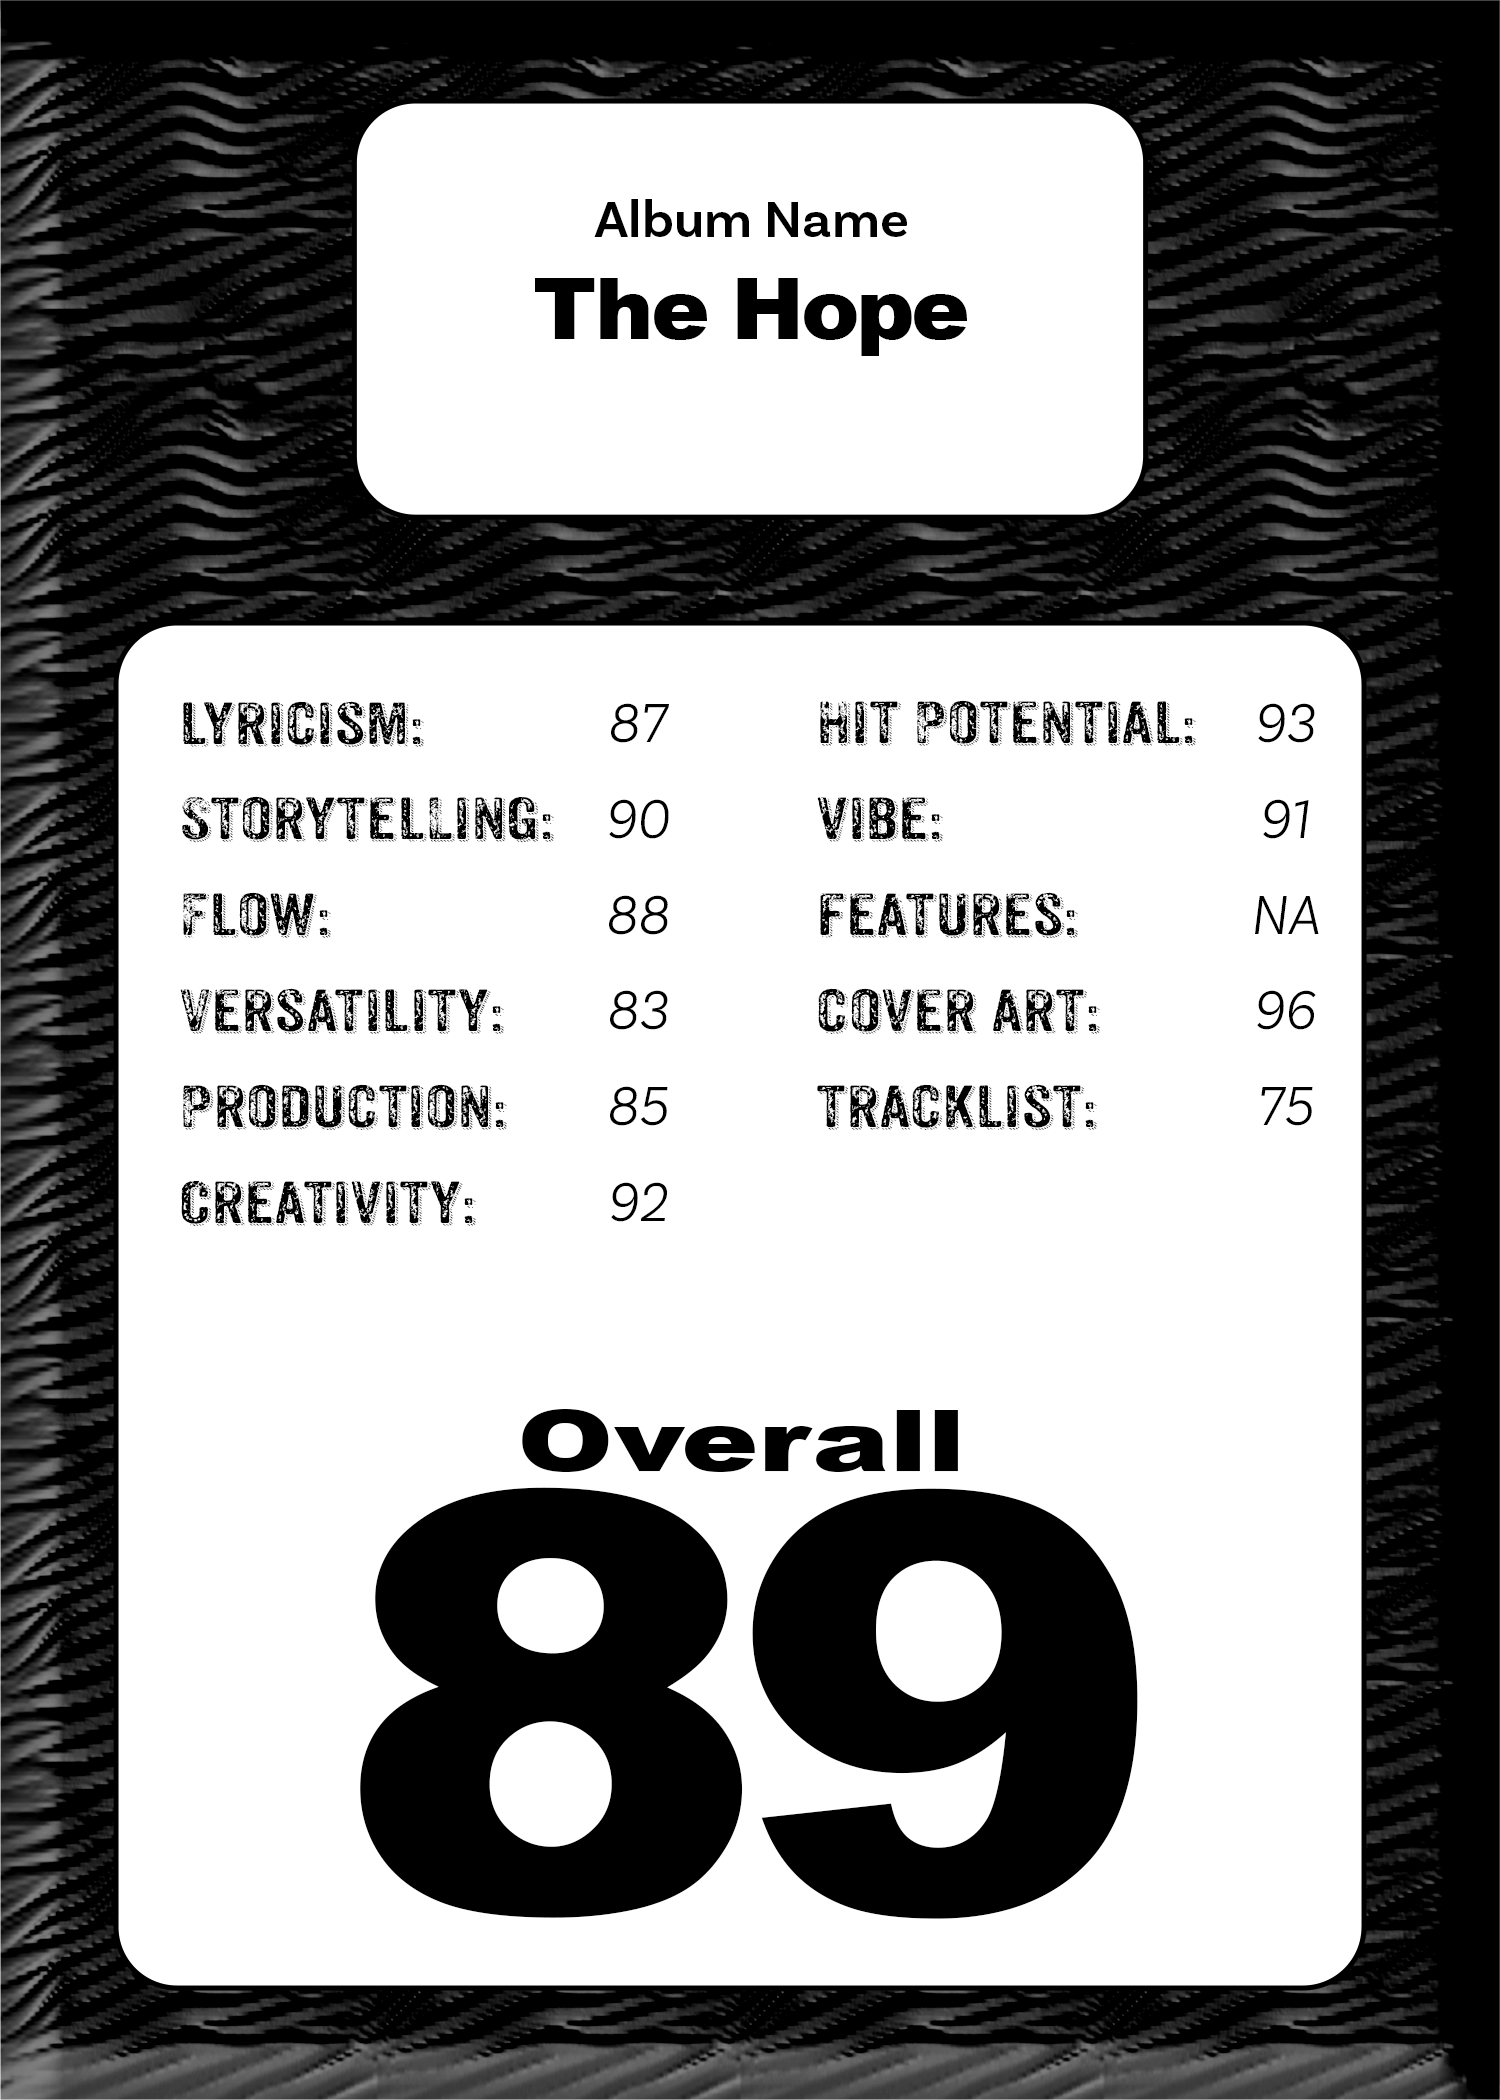 Album Name
The Hope
LYRICISM: 87
STORYTELLING: 90
FLOW: 88
VERSATILITY: 83
PRODUCTION: 85
CREATIVITY: 92
HIT POTENTIAL: 93
VIBE: 91
FEATURES: NA
COVER ART: 96
TRACKLIST: 75
Overall
89